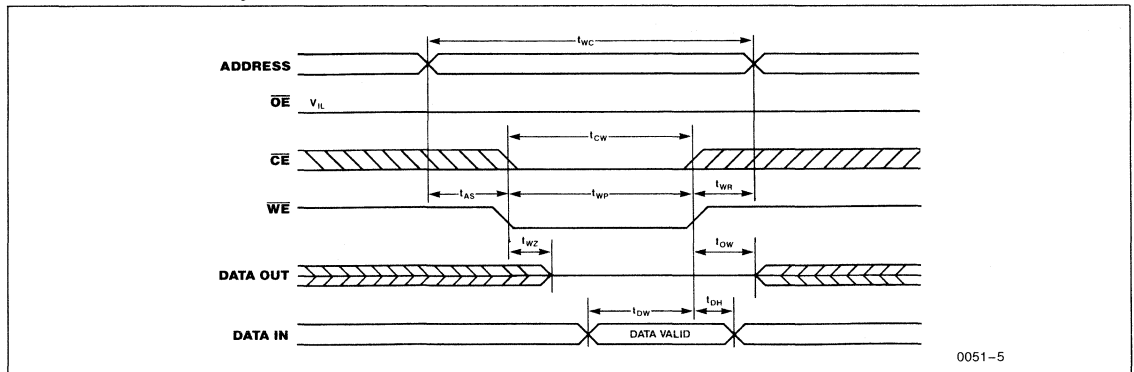 tWC
ADDRESS
OE VIL
tCW
CE
tAS tWP tWR
WE
tWZ tOW
DATA OUT
tDW tDH
DATA IN DATA VALID
0051-5